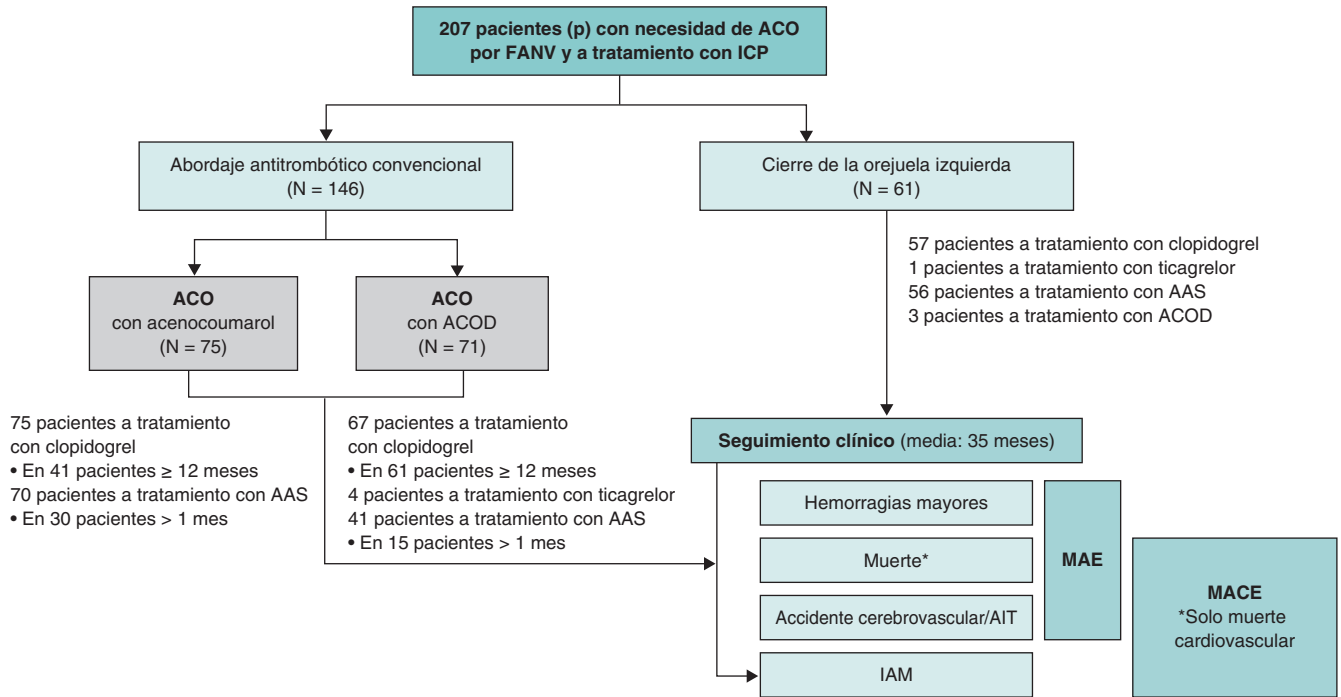 207 pacientes (p) con necesidad de ACO
por FANV y a tratamiento con ICP
Abordaje antitrombótico convencional
(N = 146)
Cierre de la orejuela izquierda
(N = 61)
ACO
con acenocoumarol
(N = 75)
ACO
con ACOD
(N = 71)
57 pacientes a tratamiento con clopidogrel
1 pacientes a tratamiento con ticagrelor
56 pacientes a tratamiento con AAS
3 pacientes a tratamiento con ACOD
75 pacientes a tratamiento
con clopidogrel
• En 41 pacientes ≥ 12 meses
70 pacientes a tratamiento con AAS
• En 30 pacientes > 1 mes
67 pacientes a tratamiento
con clopidogrel
• En 61 pacientes ≥ 12 meses
4 pacientes a tratamiento con ticagrelor
41 pacientes a tratamiento con AAS
• En 15 pacientes > 1 mes
Seguimiento clínico (media: 35 meses)
Hemorragias mayores
Muerte*
Accidente cerebrovascular/AIT
IAM
MAE
MACE
*Solo muerte
cardiovascular